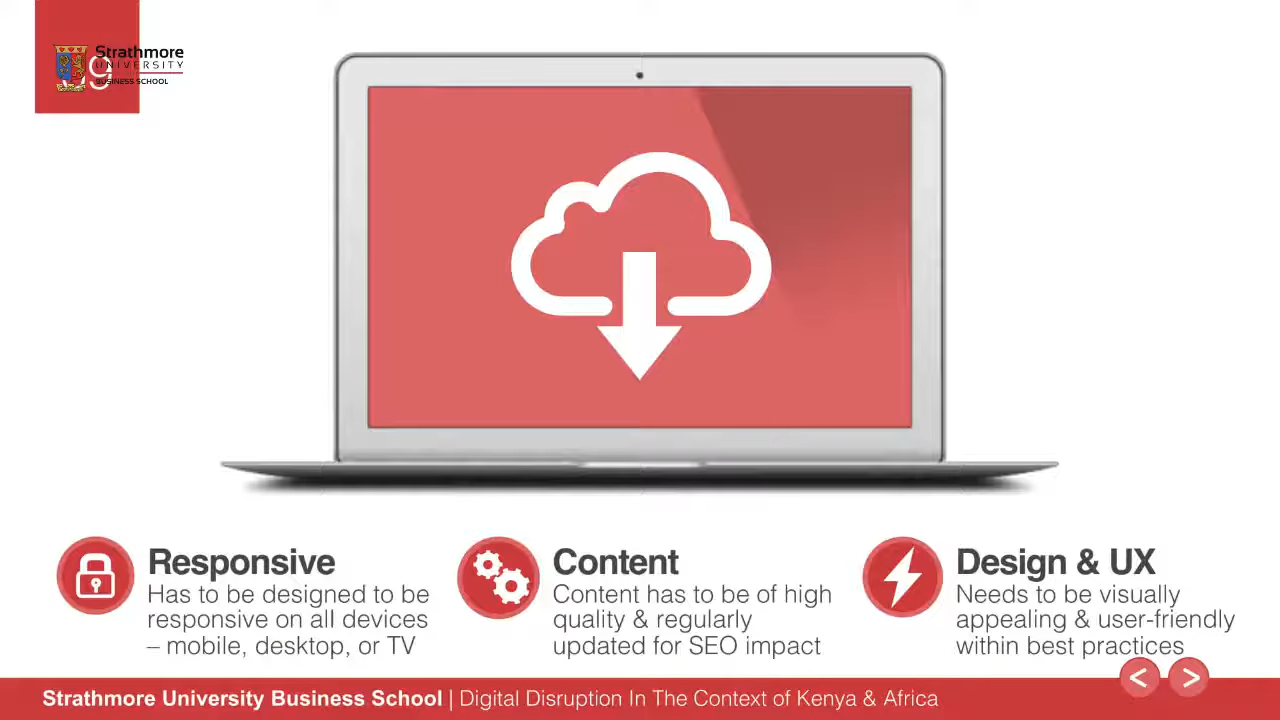 Strathmore
UNIVERSITY
BUSINESS SCHOOL
Responsive
Has to be designed to be
responsive on all devices
– mobile, desktop, or TV
Content
Content has to be of high
quality & regularly
updated for SEO impact
Design & UX
Needs to be visually
appealing & user-friendly
within best practices
Strathmore University Business School | Digital Disruption In The Context of Kenya & Africa